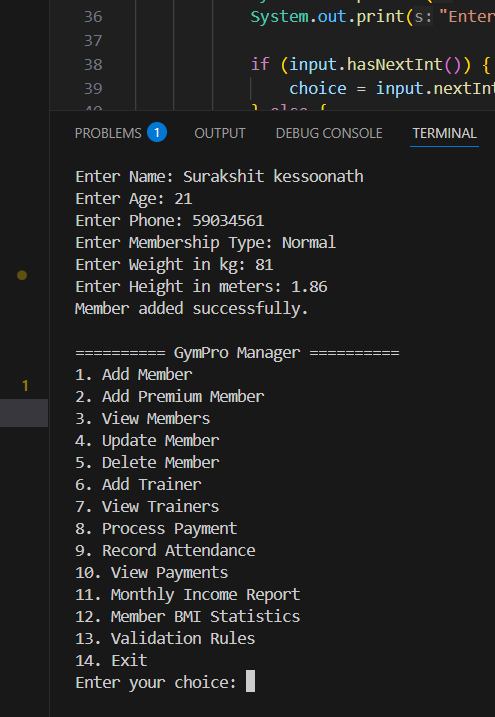 36 System.out.print(s: "Enter
37
38 if (input.hasNextInt()) {
39 choice = input.nextInt
40 } else {
PROBLEMS 1 OUTPUT DEBUG CONSOLE TERMINAL
Enter Name: Surakshit kessoonath
Enter Age: 21
Enter Phone: 59034561
Enter Membership Type: Normal
Enter Weight in kg: 81
Enter Height in meters: 1.86
Member added successfully.
========== GymPro Manager ==========
1
1. Add Member
2. Add Premium Member
3. View Members
4. Update Member
5. Delete Member
6. Add Trainer
7. View Trainers
8. Process Payment
9. Record Attendance
10. View Payments
11. Monthly Income Report
12. Member BMI Statistics
13. Validation Rules
14. Exit
Enter your choice: